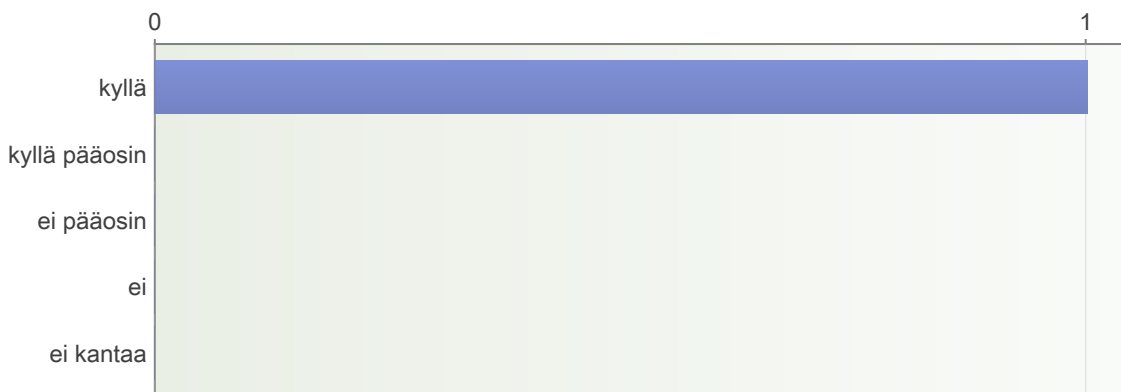 0 1
kyllä
kyllä pääosin
ei pääosin
ei
ei kantaa